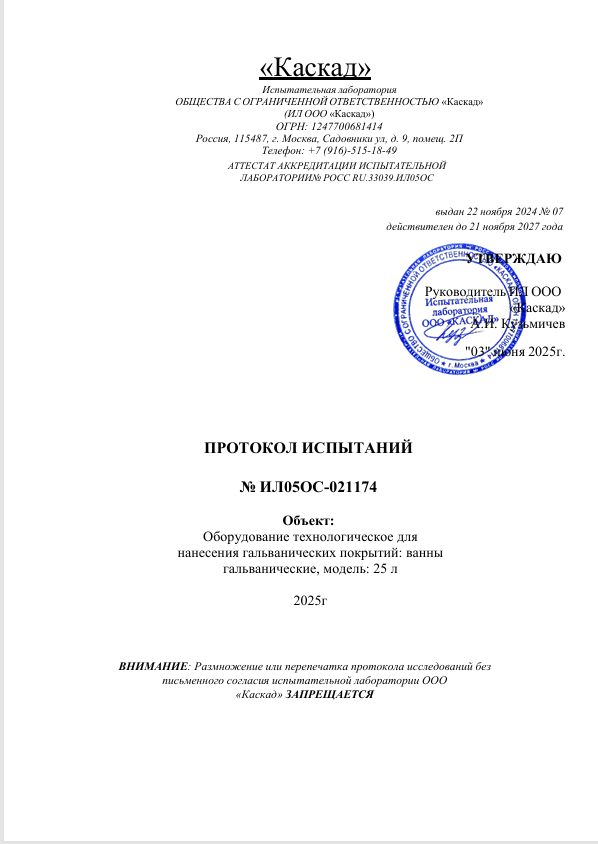 «Каскад»
Испытательная лаборатория
ОБЩЕСТВА С ОГРАНИЧЕННОЙ ОТВЕТСТВЕННОСТЬЮ «Каскад»
(ИЛ ООО «Каскад»)
ОГРН: 1247700681414
Россия, 115487, г. Москва, Садовники ул, д. 9, помещ. 2П
Телефон: +7 (916)-515-18-49
АТТЕСТАТ АККРЕДИТАЦИИ ИСПЫТАТЕЛЬНОЙ
ЛАБОРАТОРИИ№ РОСС RU.33039.ИЛ05ОС
выдан 22 ноября 2024 № 07
действителен до 21 ноября 2027 года
УТВЕРЖДАЮ
Руководитель ИЛ ООО
«Каскад»
А.И. Кузьмичев
"03" июня 2025г.
ОБЩЕСТВО С ОГРАНИЧЕННОЙ ОТВЕТСТВЕННОСТЬЮ «КАСКАД»
Испытательная
лаборатория
ООО «КАСКАД»
г. Москва
ПРОТОКОЛ ИСПЫТАНИЙ
№ ИЛ05ОС-021174
Объект:
Оборудование технологическое для
нанесения гальванических покрытий: ванны
гальванические, модель: 25 л
2025г
ВНИМАНИЕ: Размножение или перепечатка протокола исследований без
письменного согласия испытательной лаборатории ООО
«Каскад» ЗАПРЕЩАЕТСЯ